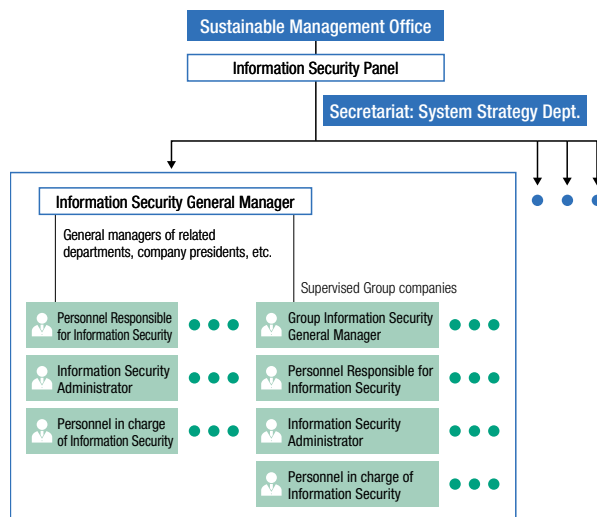 Sustainable Management Office
Information Security Panel
Secretariat: System Strategy Dept.
Information Security General Manager
General managers of related
departments, company presidents, etc.
Supervised Group companies
Personnel Responsible
for Information Security
Information Security
Administrator
Personnel in charge
of Information Security
Group Information Security
General Manager
Personnel Responsible for
Information Security
Information Security
Administrator
Personnel in charge of
Information Security